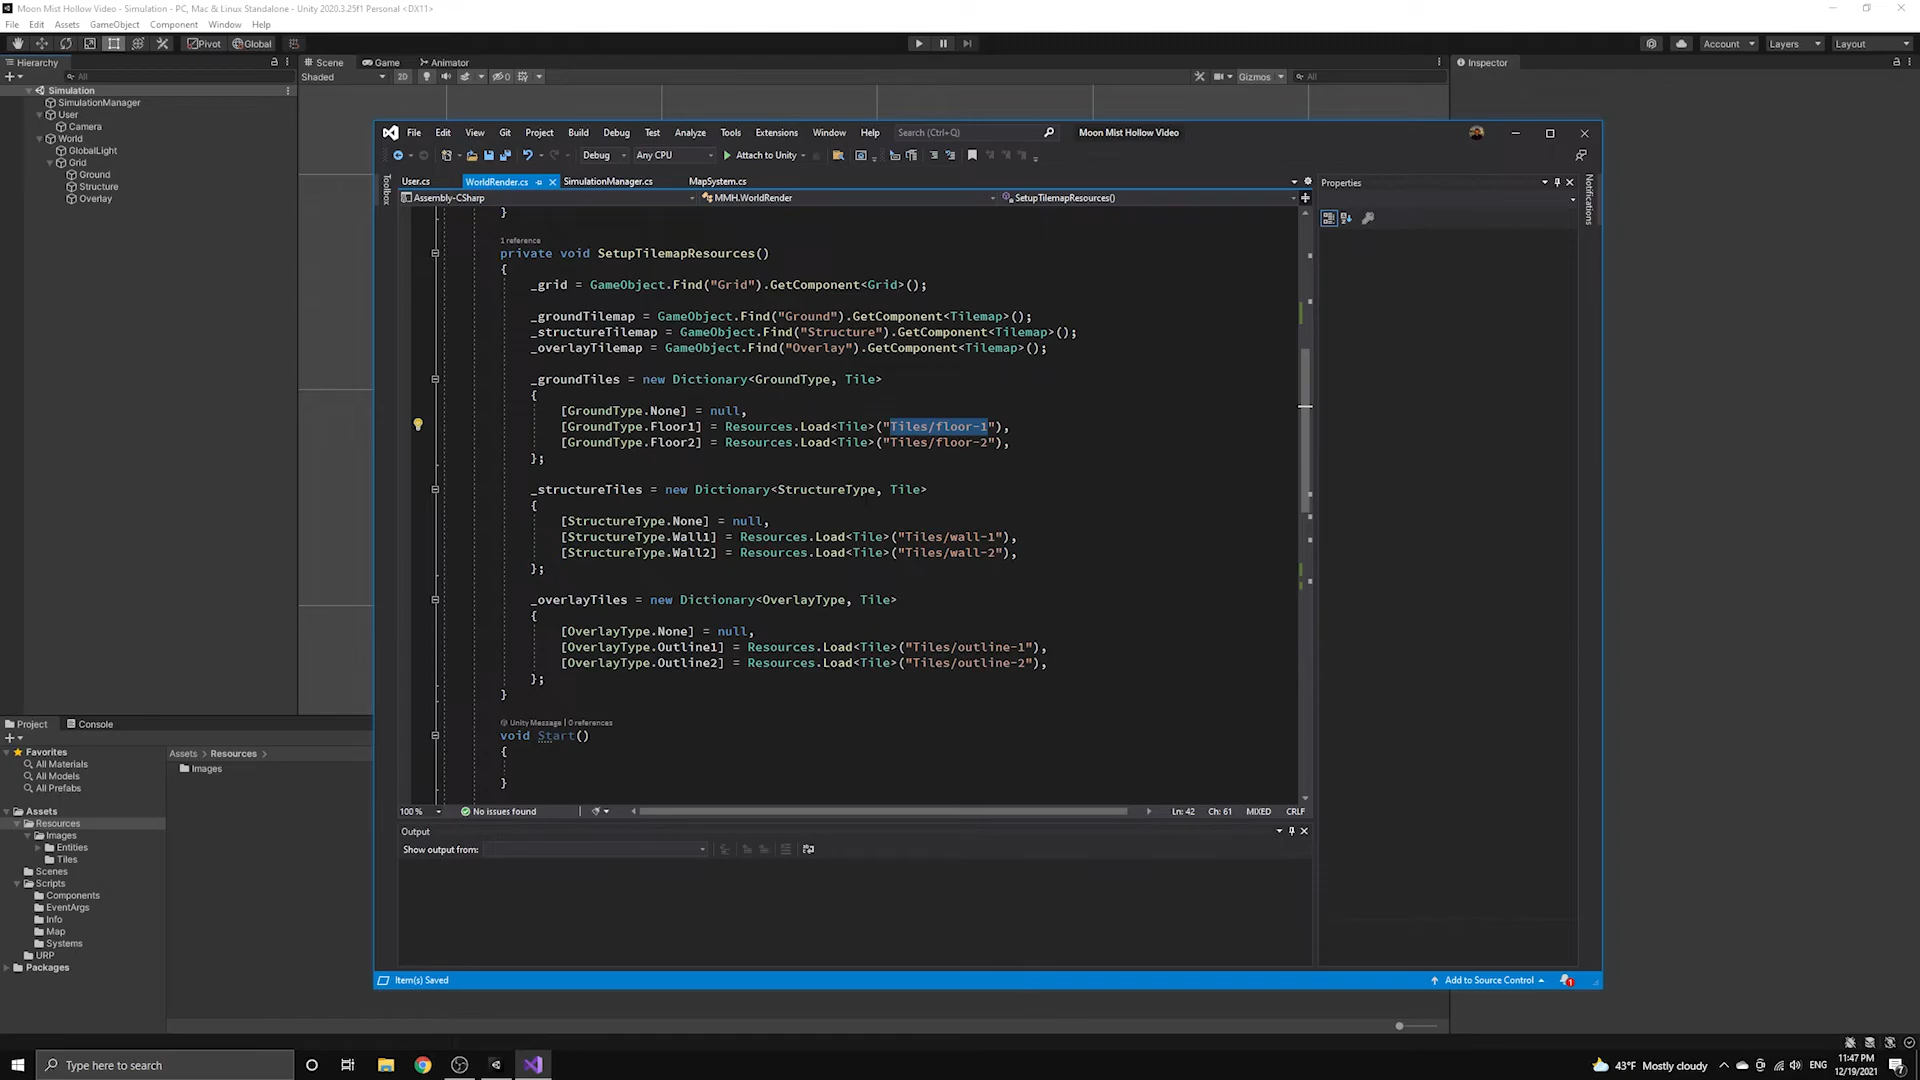 Moon Mist Hollow Video - Simulation - PC, Mac & Linux Standalone - Unity 2020.3.25f1 Personal <DX11>
File Edit Assets GameObject Component Window Help
Pivot Global Account Layers Layout
Hierarchy Scene Game Animator Inspector
All Shaded 2D 0 Gizmos All
Simulation
SimulationManager
User
Camera
World
GlobalLight
Grid
Ground
Structure
Overlay
File Edit View Git Project Build Debug Test Analyze Tools Extensions Window Help Search (Ctrl+Q) Moon Mist Hollow Video
Debug Any CPU Attach to Unity
Toolbox
User.cs WorldRender.cs SimulationManager.cs MapSystem.cs
Assembly-CSharp MMH.WorldRender SetupTilemapResources()
}
1 reference
private void SetupTilemapResources()
{
_grid = GameObject.Find("Grid").GetComponent<Grid>();
_groundTilemap = GameObject.Find("Ground").GetComponent<Tilemap>();
_structureTilemap = GameObject.Find("Structure").GetComponent<Tilemap>();
_overlayTilemap = GameObject.Find("Overlay").GetComponent<Tilemap>();
_groundTiles = new Dictionary<GroundType, Tile>
{
[GroundType.None] = null,
[GroundType.Floor1] = Resources.Load<Tile>("Tiles/floor-1"),
[GroundType.Floor2] = Resources.Load<Tile>("Tiles/floor-2"),
};
_structureTiles = new Dictionary<StructureType, Tile>
{
[StructureType.None] = null,
[StructureType.Wall1] = Resources.Load<Tile>("Tiles/wall-1"),
[StructureType.Wall2] = Resources.Load<Tile>("Tiles/wall-2"),
};
_overlayTiles = new Dictionary<OverlayType, Tile>
{
[OverlayType.None] = null,
[OverlayType.Outline1] = Resources.Load<Tile>("Tiles/outline-1"),
[OverlayType.Outline2] = Resources.Load<Tile>("Tiles/outline-2"),
};
}
Unity Message | 0 references
void Start()
{
}
100 % No issues found Ln: 42 Ch: 61 MIXED CRLF
Output
Show output from:
Item(s) Saved Add to Source Control 1
Properties
Notifications
Project Console
Favorites
All Materials
All Models
All Prefabs
Assets
Resources
Images
Entities
Tiles
Scenes
Scripts
Components
EventArgs
Info
Map
Systems
URP
Packages
Assets > Resources >
Images
Type here to search
43°F Mostly cloudy ENG
11:47 PM
12/19/2021
7